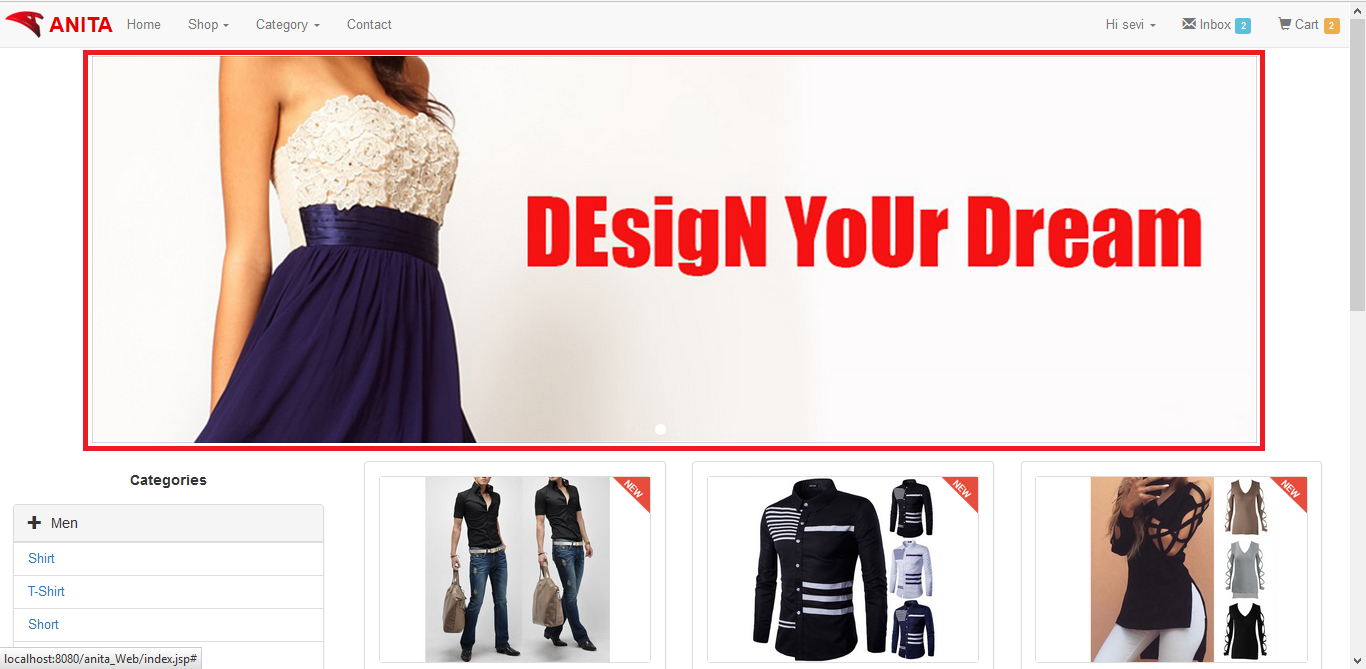 ANITA Home Shop Category Contact Hi sevi Inbox 2 Cart 2
DEsigN YoUr Dream
Categories
Men
Shirt
T-Shirt
Short
NEW
NEW
NEW
localhost:8080/anita_Web/index.jsp#